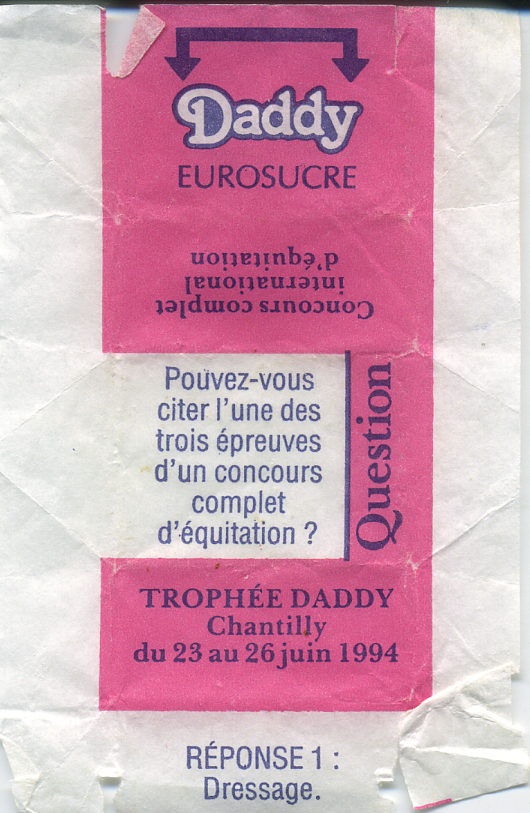 Daddy
EUROSUCRE
Concours complet
international
d'équitation
Pouvez-vous
citer l'une des
trois épreuves
d'un concours
complet
d'équitation ?
Question
TROPHÉE DADDY
Chantilly
du 23 au 26 juin 1994
RÉPONSE 1 :
Dressage.